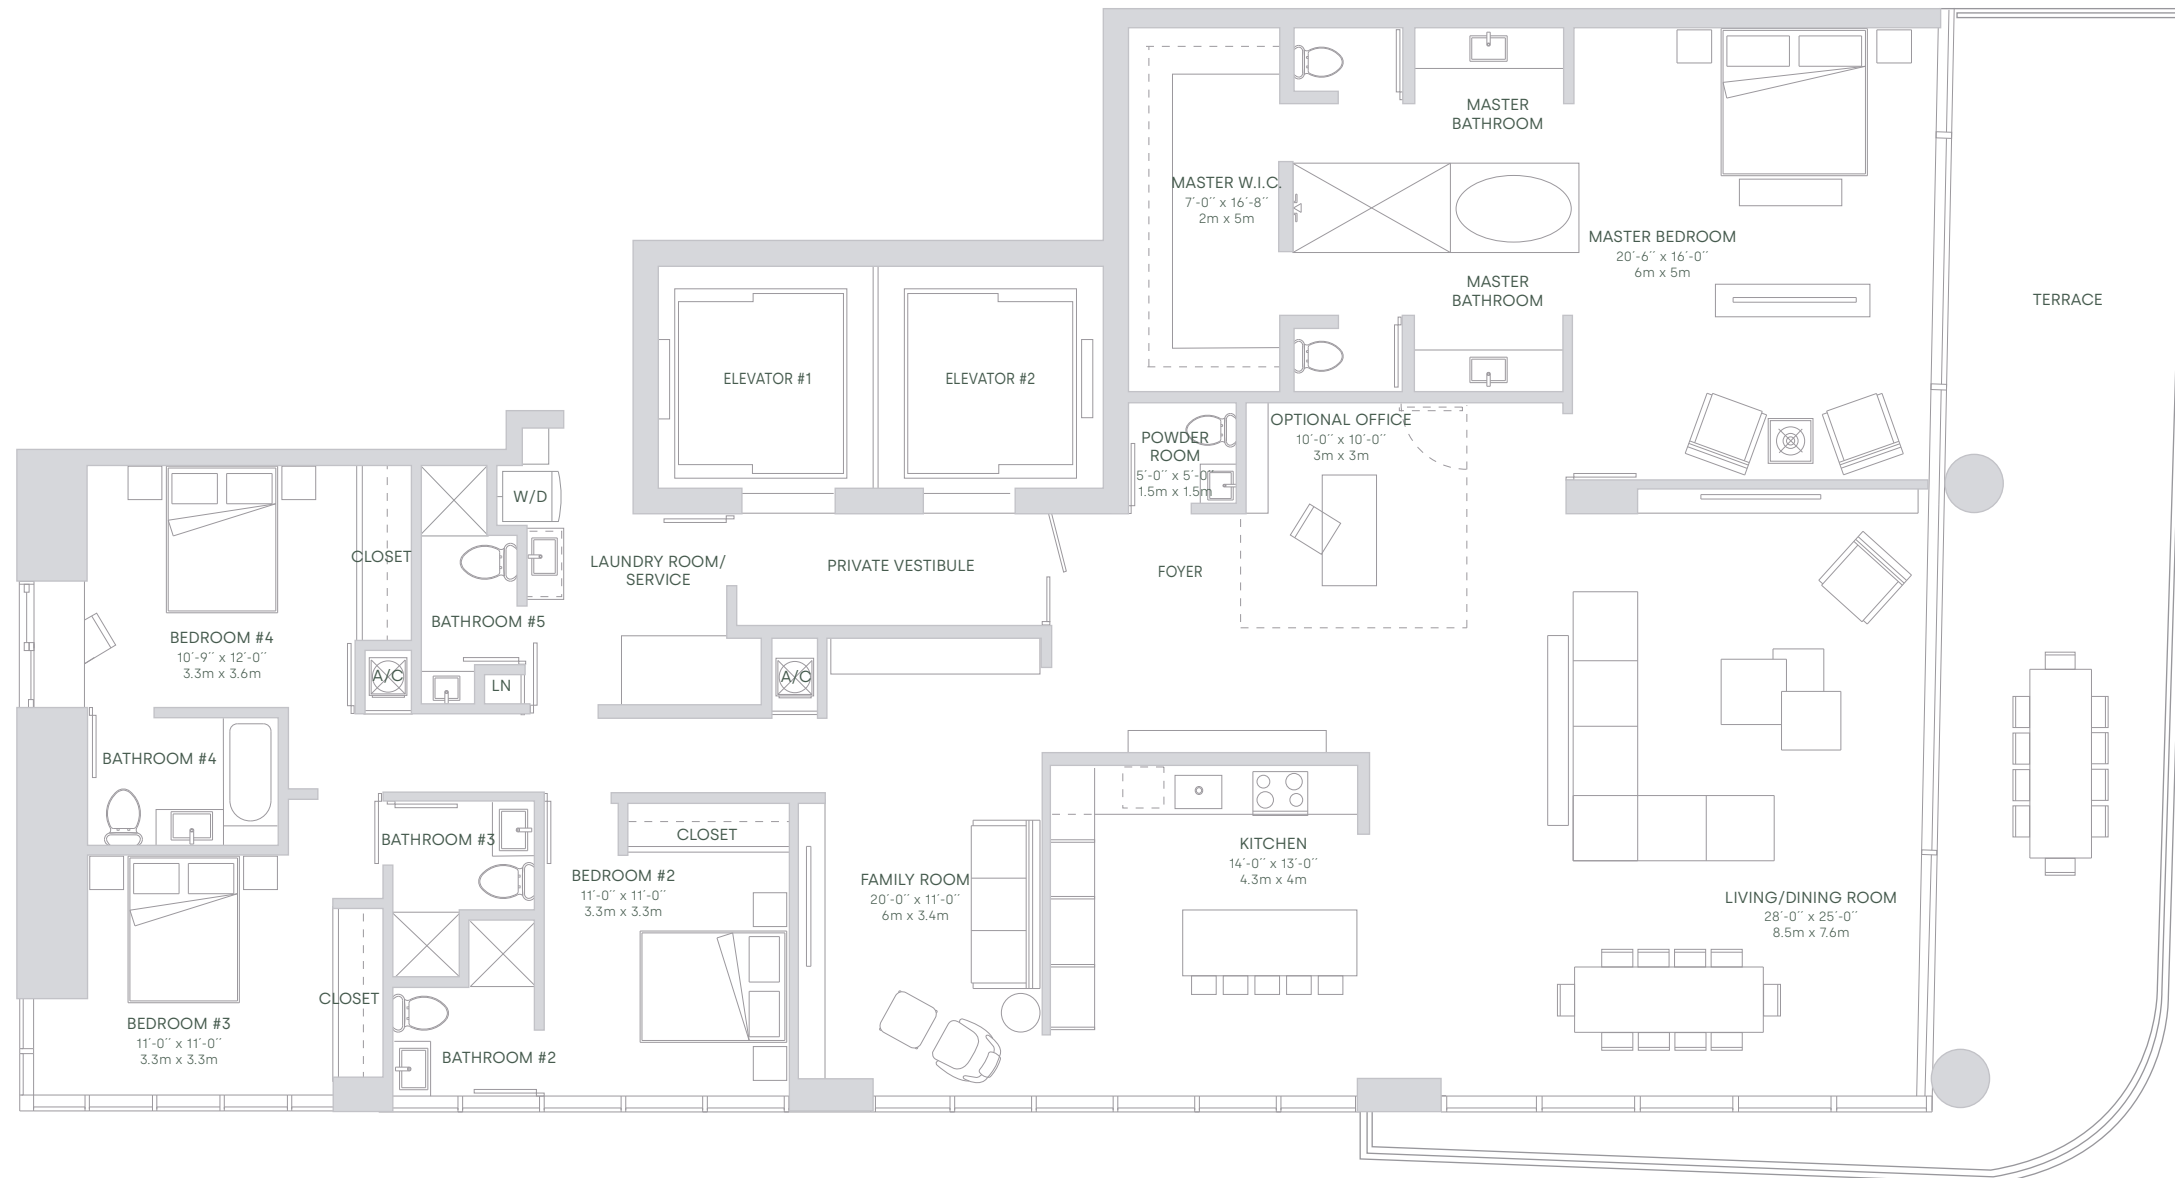 MASTER
BATHROOM
MASTER W.I.C.
7´-0´´ x 16´-8´´
2m x 5m
MASTER BEDROOM
20´-6´´ x 16´-0´´
6m x 5m
MASTER
BATHROOM
TERRACE
ELEVATOR #1
ELEVATOR #2
OPTIONAL OFFICE
10´-0´´ x 10´-0´´
3m x 3m
POWDER
ROOM
5´-0´´ x 5´-0´´
1.5m x 1.5m
W/D
CLOSET
LAUNDRY ROOM/
SERVICE
PRIVATE VESTIBULE
FOYER
BATHROOM #5
BEDROOM #4
10´-9´´ x 12´-0´´
3.3m x 3.6m
A/C
LN
A/C
BATHROOM #4
BATHROOM #3
CLOSET
KITCHEN
14´-0´´ x 13´-0´´
4.3m x 4m
BEDROOM #2
11´-0´´ x 11´-0´´
3.3m x 3.3m
FAMILY ROOM
20´-0´´ x 11´-0´´
6m x 3.4m
LIVING/DINING ROOM
28´-0´´ x 25´-0´´
8.5m x 7.6m
CLOSET
BEDROOM #3
11´-0´´ x 11´-0´´
3.3m x 3.3m
BATHROOM #2